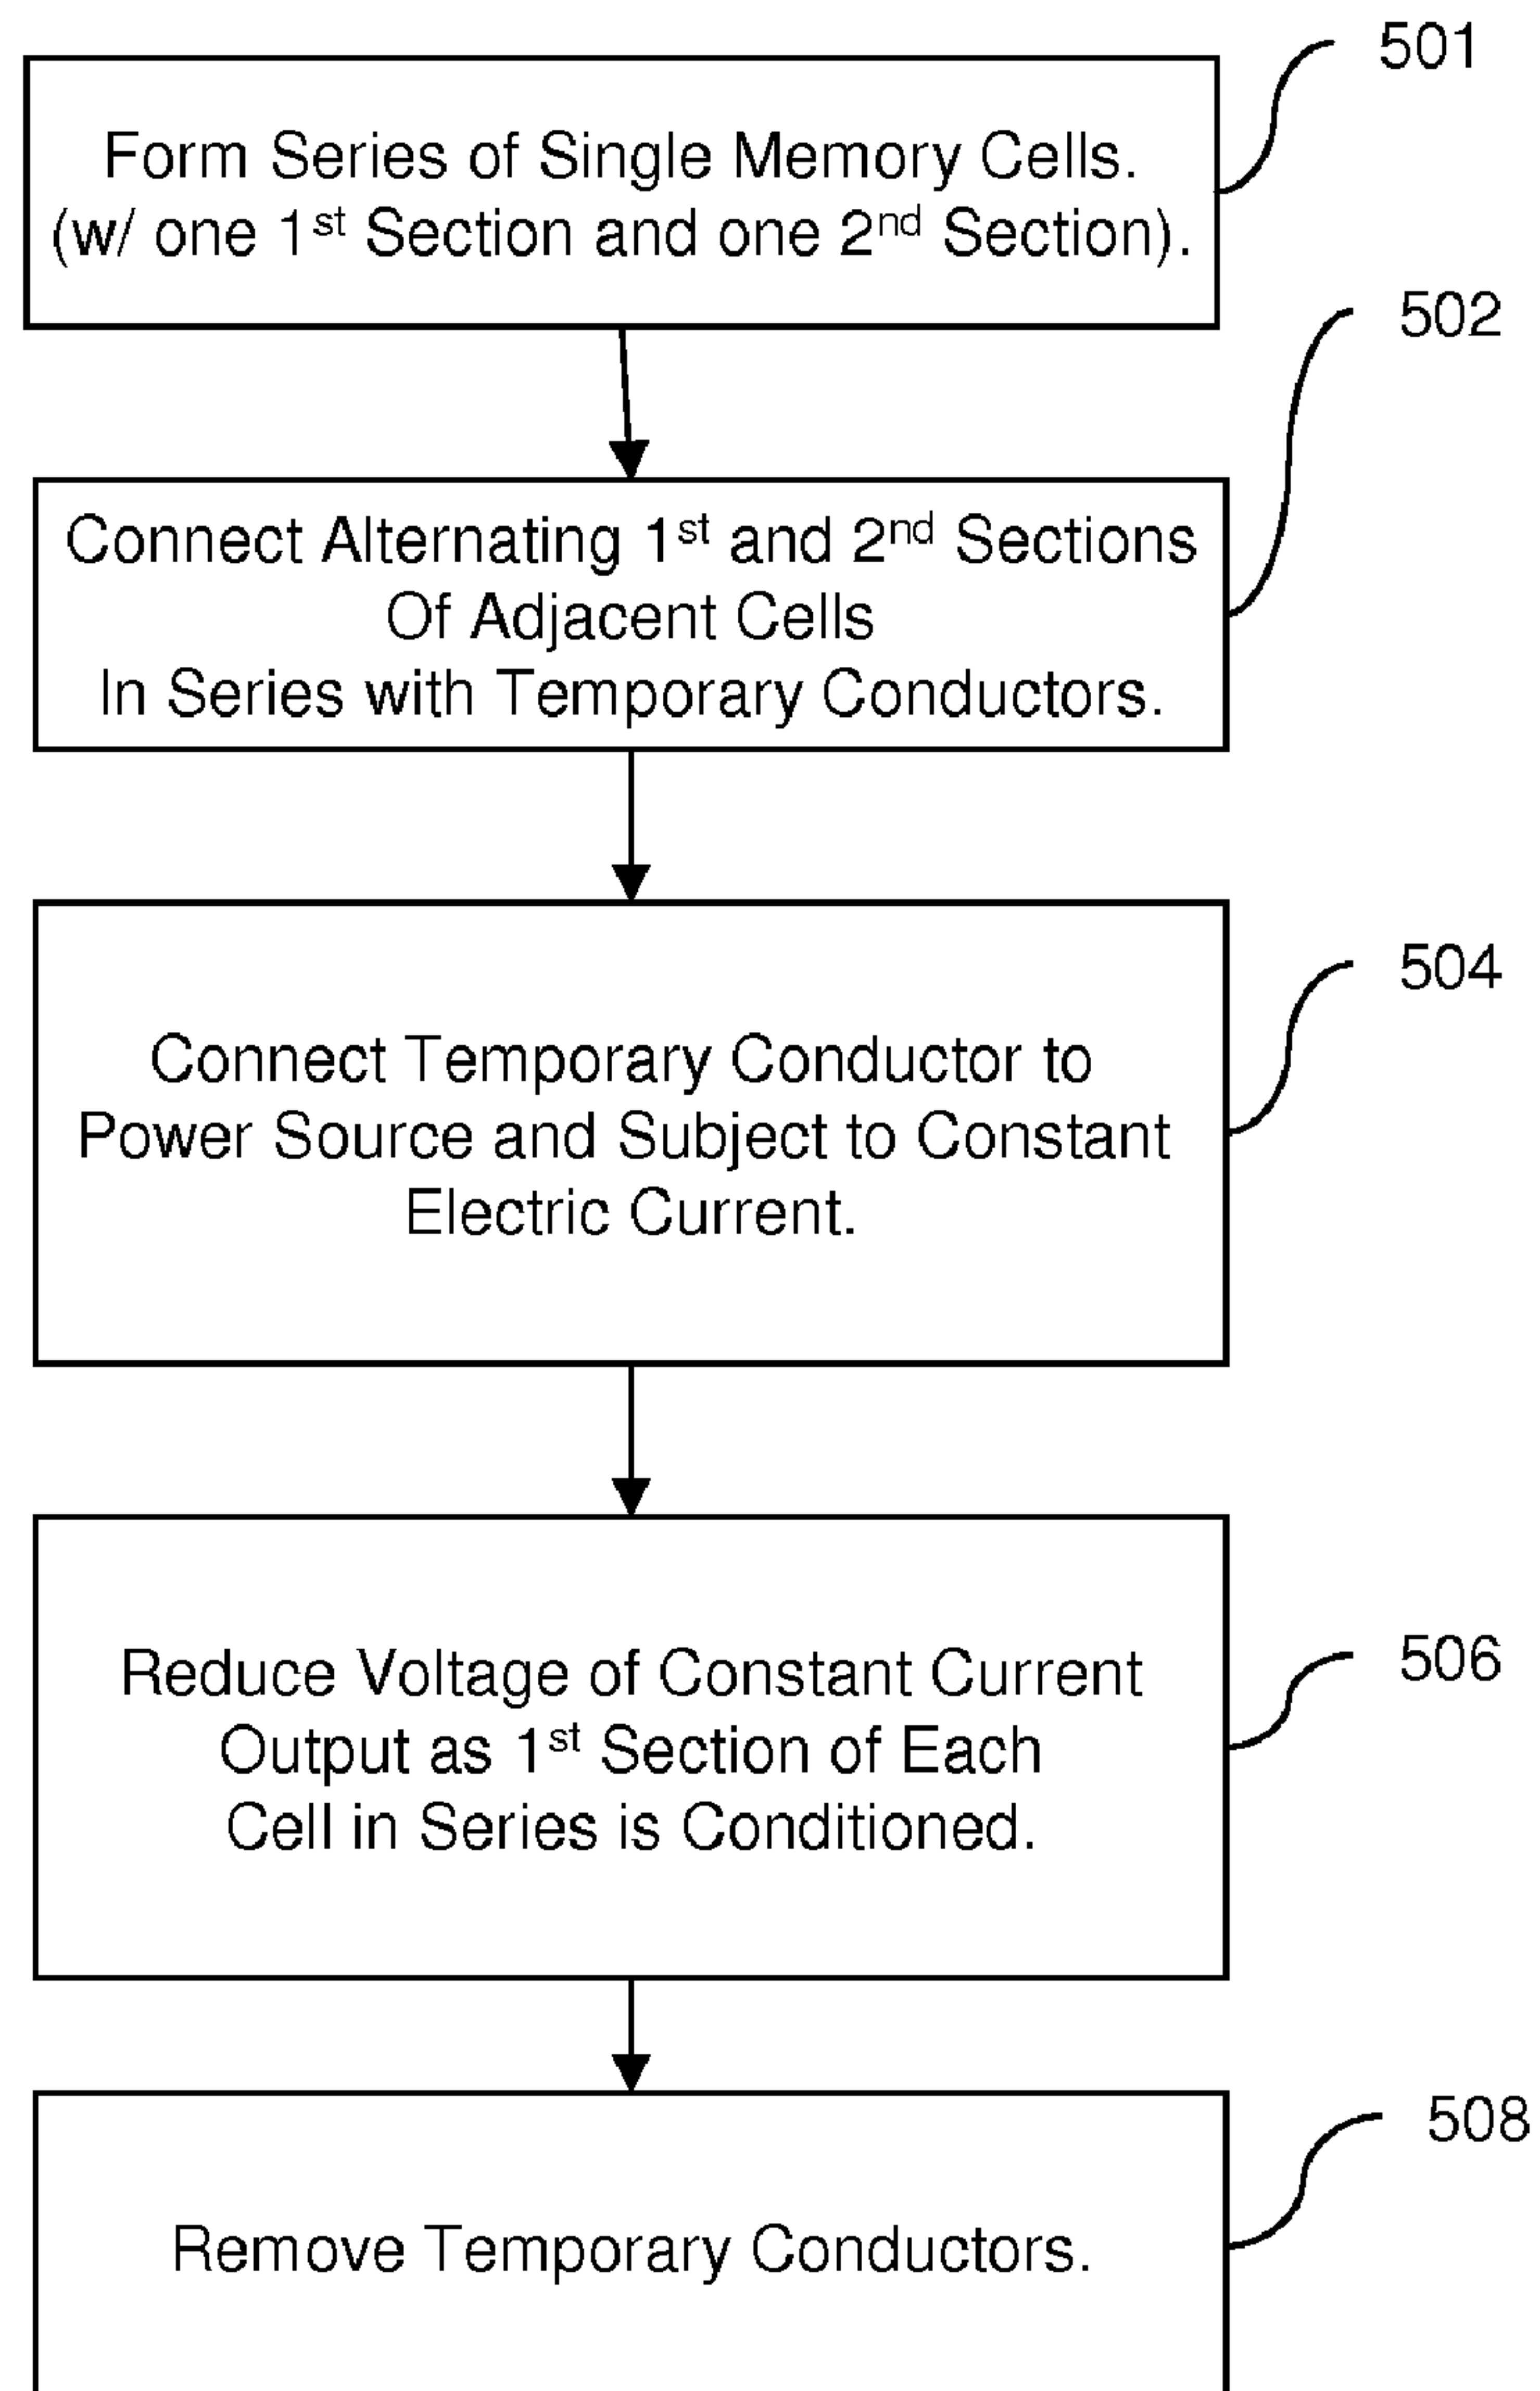 501
Form Series of Single Memory Cells.
(w/ one 1st Section and one 2nd Section).
502
Connect Alternating 1st and 2nd Sections
Of Adjacent Cells
In Series with Temporary Conductors.
504
Connect Temporary Conductor to
Power Source and Subject to Constant
Electric Current.
506
Reduce Voltage of Constant Current
Output as 1st Section of Each
Cell in Series is Conditioned.
508
Remove Temporary Conductors.